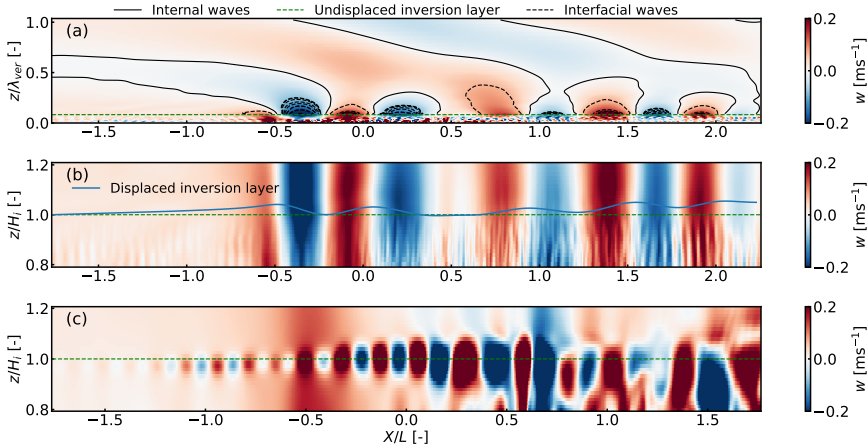 Internal waves Undisplaced inversion layer Interfacial waves
(a)
z/λver [-]
1.0
0.5
0.0
−1.5 −1.0 −0.5 0.0 0.5 1.0 1.5 2.0
0.2
0.0
−0.2
w [ms−1]
(b)
Displaced inversion layer
z/Hi [-]
1.2
1.0
0.8
−1.5 −1.0 −0.5 0.0 0.5 1.0 1.5 2.0
0.2
0.0
−0.2
w [ms−1]
(c)
z/Hi [-]
1.2
1.0
0.8
−1.5 −1.0 −0.5 0.0 0.5 1.0 1.5
X/L [-]
0.2
0.0
−0.2
w [ms−1]